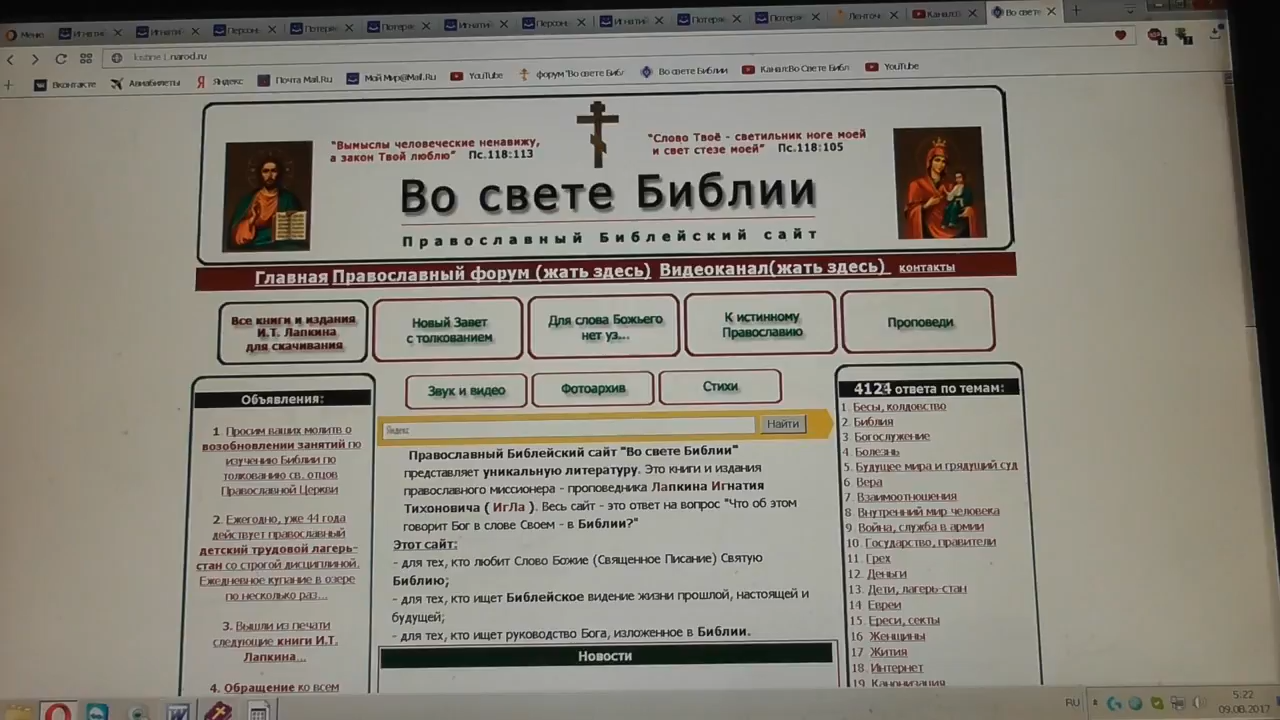 Меню
Потеря
Персон
Игнати
Потеря
Потеря
Ленточ
Канал:
Во свете
.narod.ru
Вконтакте
Авиабилеты
Яндекс
Почта Mail.Ru
Мой Мир@Mail.Ru
YouTube
форум "Во свете Библ
Во свете Библии
Канал:Во Свете Библ
YouTube
"Вымыслы человеческие ненавижу,
а закон Твой люблю" Пс.118:113
"Слово Твоё - светильник ноге моей
и свет стезе моей" Пс.118:105
Во свете Библии
Православный Библейский сайт
Главная Православный форум (жать здесь) Видеоканал(жать здесь) контакты
Все книги и издания
И.Т. Лапкина
для скачивания
Новый Завет
с толкованием
Для слова Божьего
нет уз...
К истинному
Православию
Проповеди
Звук и видео
Фотоархив
Стихи
Объявления:
1. Просим ваших молитв о
возобновлении занятий по
изучению Библии по
толкованию св. отцов
Православной Церкви
2. Ежегодно, уже 44 года
действует православный
детский трудовой лагерь-
стан со строгой дисциплиной.
Ежедневное купание в озере
по несколько раз...
3. Вышли из печати
следующие книги И.Т.
Лапкина...
4. Обращение ко всем
Яндекс
Найти
Православный Библейский сайт "Во свете Библии"
представляет уникальную литературу. Это книги и издания
православного миссионера - проповедника Лапкина Игнатия
Тихоновича ( ИгЛа ). Весь сайт - это ответ на вопрос "Что об этом
говорит Бог в слове Своем - в Библии?"
Этот сайт:
- для тех, кто любит Слово Божие (Священное Писание) Святую
Библию;
- для тех, кто ищет Библейское видение жизни прошлой, настоящей и
будущей;
- для тех, кто ищет руководство Бога, изложенное в Библии.
Новости
4124 ответа по темам:
1. Бесы, колдовство
2. Библия
3. Богослужение
4. Болезнь
5. Будущее мира и грядущий суд
6. Вера
7. Взаимоотношения
8. Внутренний мир человека
9. Война, служба в армии
10. Государство, правители
11. Грех
12. Деньги
13. Дети, лагерь-стан
14. Евреи
15. Ереси, секты
16. Женщины
17. Жития
18. Интернет
19. Канонизация
RU
5:22
09.08.2017